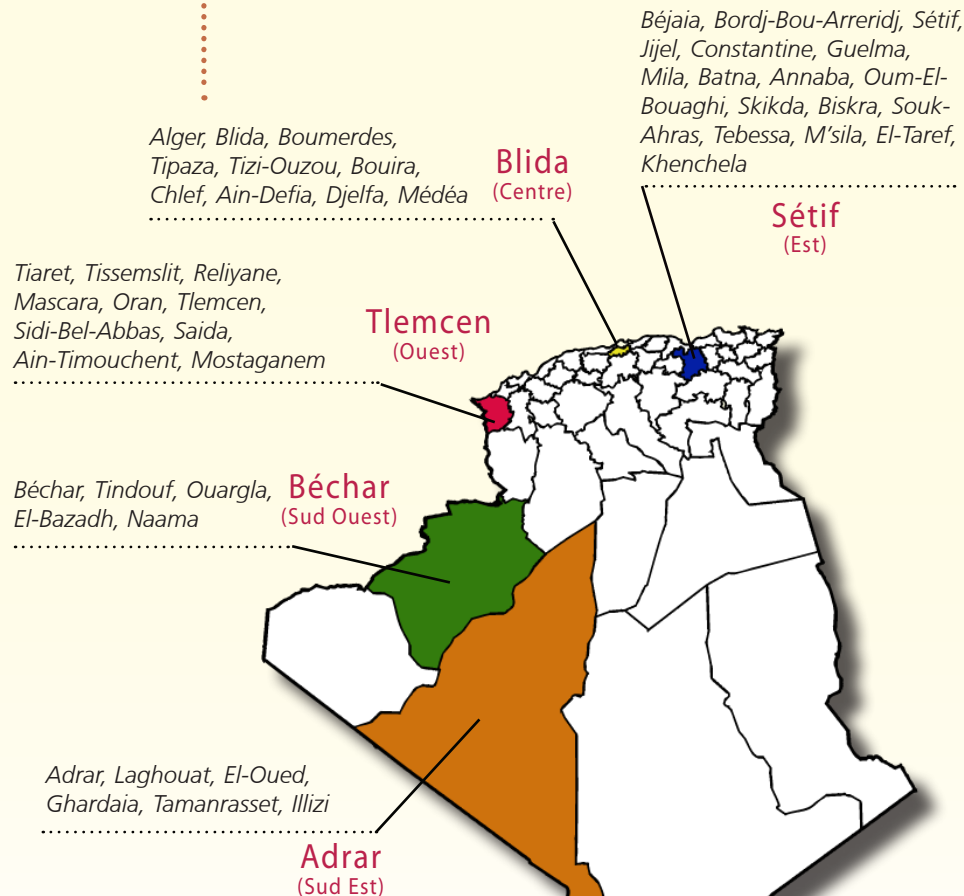 Béjaia, Bordj-Bou-Arreridj, Sétif,
Jijel, Constantine, Guelma,
Mila, Batna, Annaba, Oum-El-
Bouaghi, Skikda, Biskra, Souk-
Ahras, Tebessa, M'sila, El-Taref,
Khenchela
Sétif
(Est)
Alger, Blida, Boumerdes,
Tipaza, Tizi-Ouzou, Bouira,
Chlef, Ain-Defia, Djelfa, Médéa
Blida
(Centre)
Tiaret, Tissemslit, Reliyane,
Mascara, Oran, Tlemcen,
Sidi-Bel-Abbas, Saida,
Ain-Timouchent, Mostaganem
Tlemcen
(Ouest)
Béchar, Tindouf, Ouargla,
El-Bazadh, Naama
Béchar
(Sud Ouest)
Adrar, Laghouat, El-Oued,
Ghardaia, Tamanrasset, Illizi
Adrar
(Sud Est)